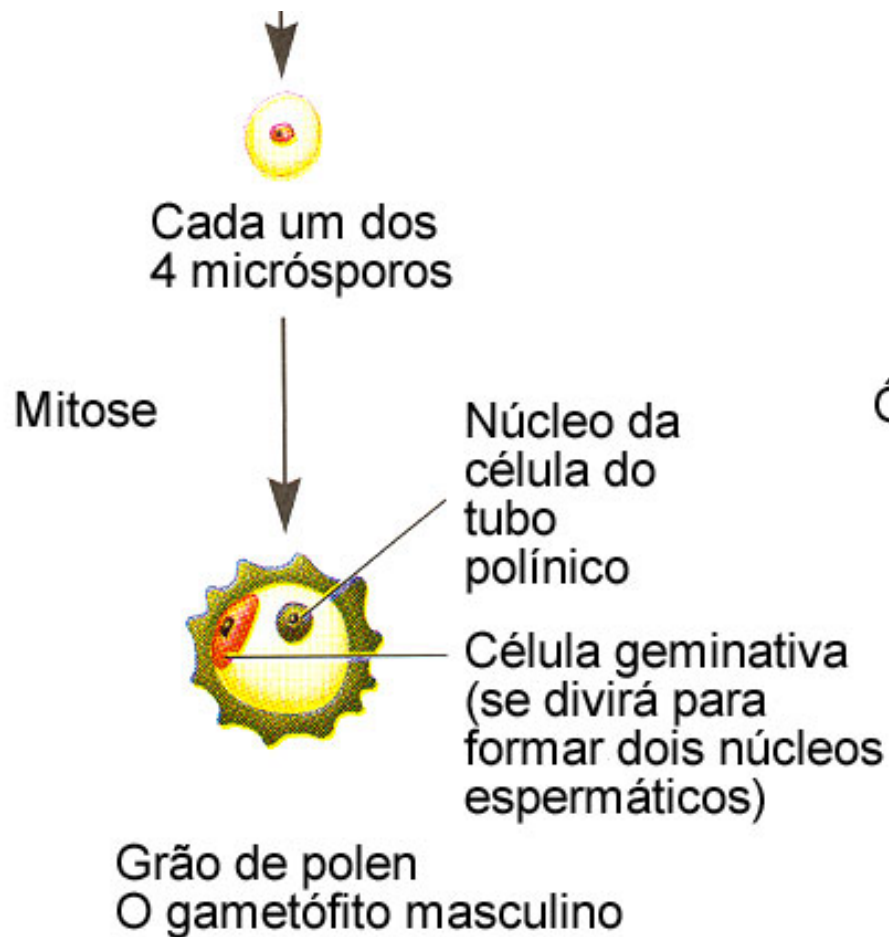 Cada um dos
4 micrósporos
Mitose
Núcleo da
célula do
tubo
polínico
Célula geminativa
(se divirá para
formar dois núcleos
espermáticos)
Grão de polen
O gametófito masculino